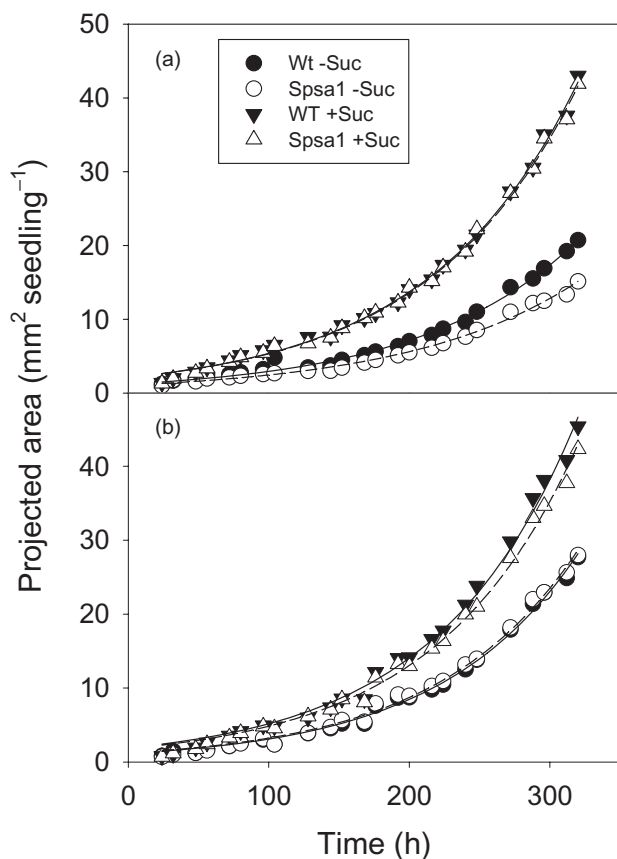 50
(a)
Wt -Suc
Spsa1 -Suc
WT +Suc
Spsa1 +Suc
40
30
20
10
0
(b)
40
30
20
10
0
Projected area (mm² seedling⁻¹)
0 100 200 300
Time (h)